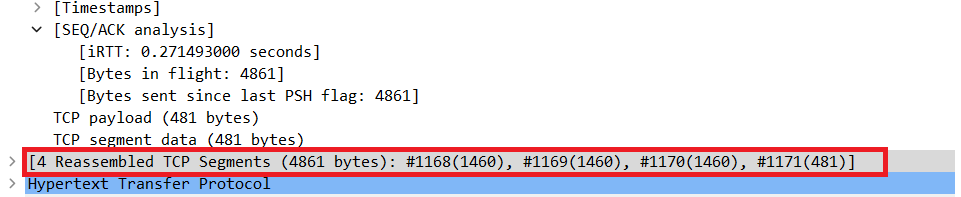 [Timestamps]
[SEQ/ACK analysis]
[iRTT: 0.271493000 seconds]
[Bytes in flight: 4861]
[Bytes sent since last PSH flag: 4861]
TCP payload (481 bytes)
TCP segment data (481 bytes)
[4 Reassembled TCP Segments (4861 bytes): #1168(1460), #1169(1460), #1170(1460), #1171(481)]
Hypertext Transfer Protocol